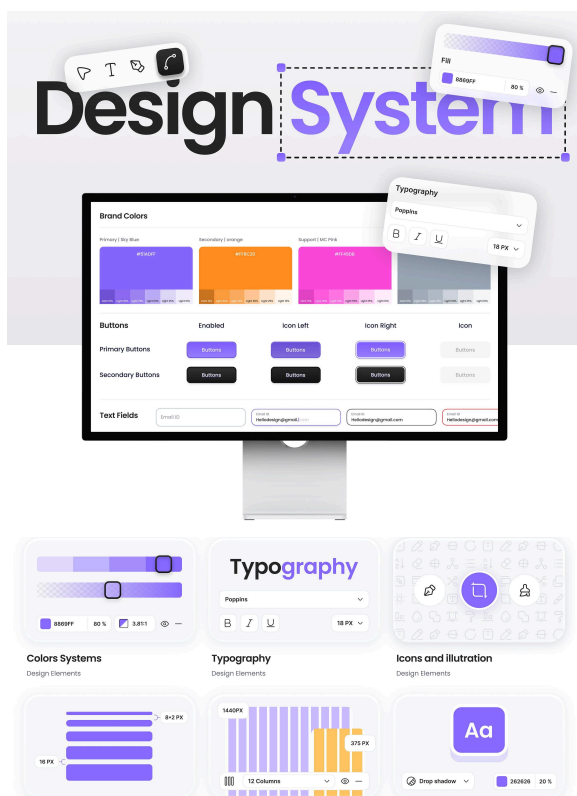 Design System
Fill
8869FF 80 %
Typography
Poppins
B I U 18 PX
Brand Colors
Primary | Sky Blue Secondary | orange Support | MC Pink
Buttons Enabled Icon Left Icon Right Icon
Primary Buttons Buttons Buttons Buttons Buttons
Secondary Buttons Buttons Buttons Buttons Buttons
Text Fields Email ID Hellodesign@gmail.com Hellodesign@gmail.com
Typography
Poppins
8869FF 80 % 3.81:1 B I U 18 PX
Colors Systems Typography Icons and illutration
Design Elements Design Elements Design Elements
8×2 PX
16 PX
1440PX
375 PX
12 Columns
Aa
Drop shadow 262626 20 %